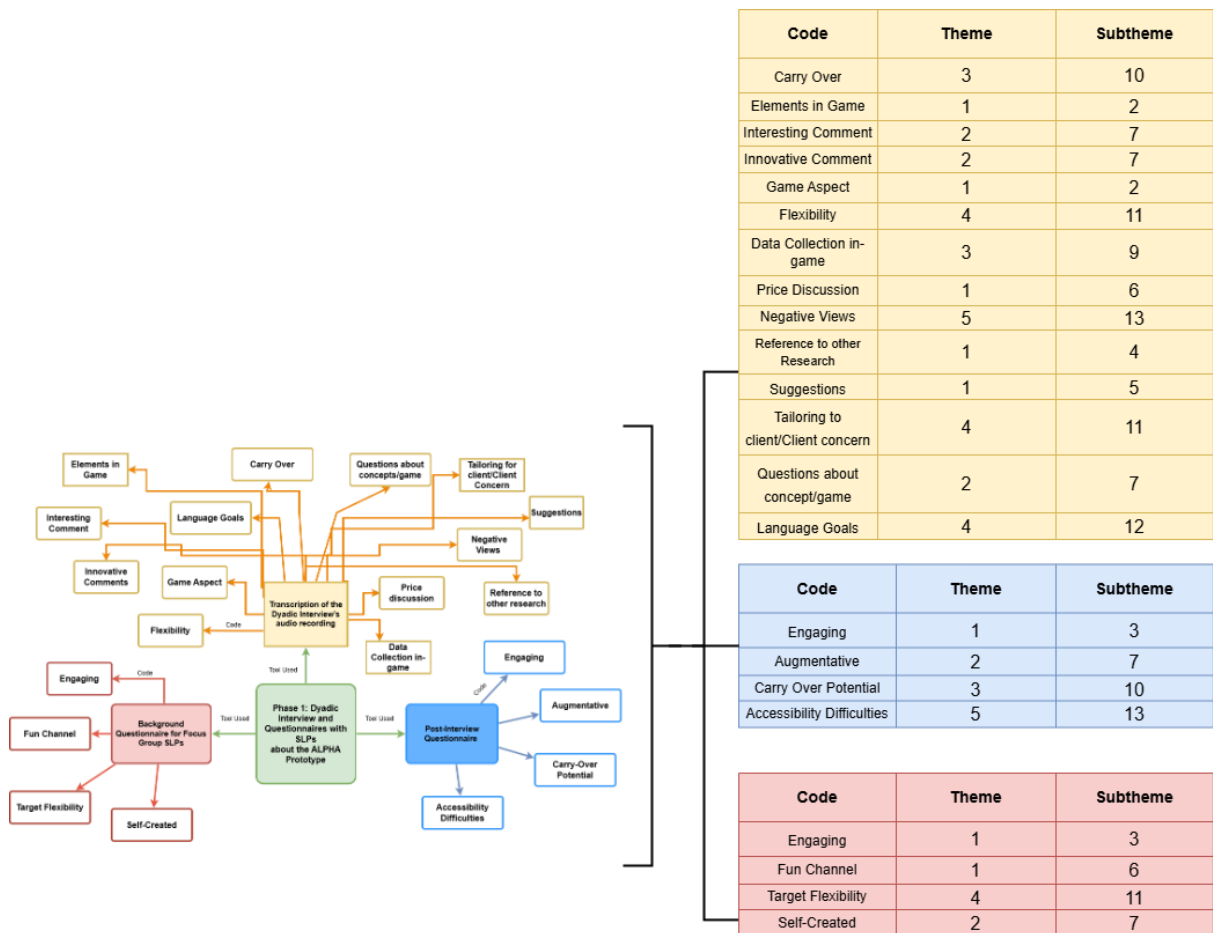 Elements in
Game
Carry Over
Questions about
concepts/game
Tailoring for
client/Client
Concern
Interesting
Comment
Language Goals
Suggestions
Negative
Views
Innovative
Comments
Game Aspect
Transcription of the
Dyadic Interview's
audio recording
Price
discussion
Reference to
other research
Flexibility
Code
Data
Collection in-
game
Engaging
Code
Tool Used
Engaging
Code
Background
Questionnaire for Focus
Group SLPs
Tool Used
Phase 1: Dyadic
Interview and
Questionnaires with
SLPs
about the ALPHA
Prototype
Tool Used
Post-Interview
Questionnaire
Augmentative
Fun Channel
Carry-Over
Potential
Target Flexibility
Self-Created
Accessibility
Difficulties
Code Theme Subtheme
Carry Over 3 10
Elements in Game 1 2
Interesting Comment 2 7
Innovative Comment 2 7
Game Aspect 1 2
Flexibility 4 11
Data Collection in-
game 3 9
Price Discussion 1 6
Negative Views 5 13
Reference to other
Research 1 4
Suggestions 1 5
Tailoring to
client/Client concern 4 11
Questions about
concept/game 2 7
Language Goals 4 12
Code Theme Subtheme
Engaging 1 3
Augmentative 2 7
Carry Over Potential 3 10
Accessibility Difficulties 5 13
Code Theme Subtheme
Engaging 1 3
Fun Channel 1 6
Target Flexibility 4 11
Self-Created 2 7